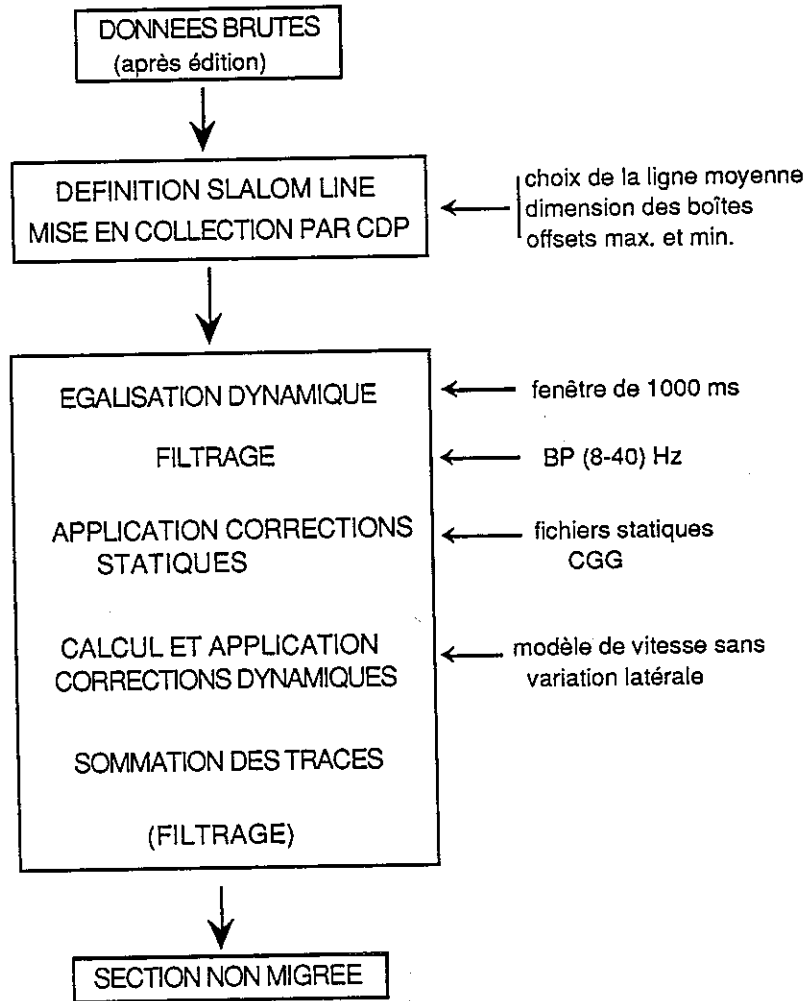 DONNEES BRUTES
(après édition)
DEFINITION SLALOM LINE
MISE EN COLLECTION PAR CDP
choix de la ligne moyenne
dimension des boîtes
offsets max. et min.
EGALISATION DYNAMIQUE
fenêtre de 1000 ms
FILTRAGE
BP (8-40) Hz
APPLICATION CORRECTIONS
STATIQUES
fichiers statiques
CGG
CALCUL ET APPLICATION
CORRECTIONS DYNAMIQUES
modèle de vitesse sans
variation latérale
SOMMATION DES TRACES
(FILTRAGE)
SECTION NON MIGREE